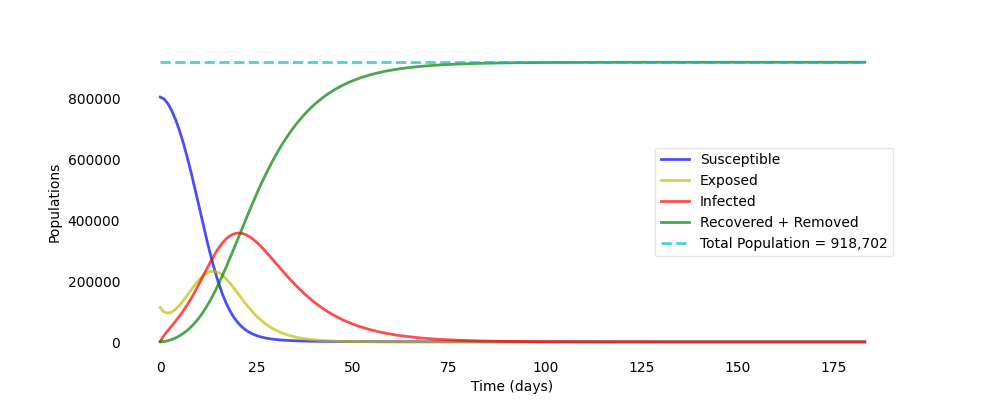 800000
600000
400000
200000
0
Populations
0 25 50 75 100 125 150 175
Time (days)
Susceptible
Exposed
Infected
Recovered + Removed
Total Population = 918,702